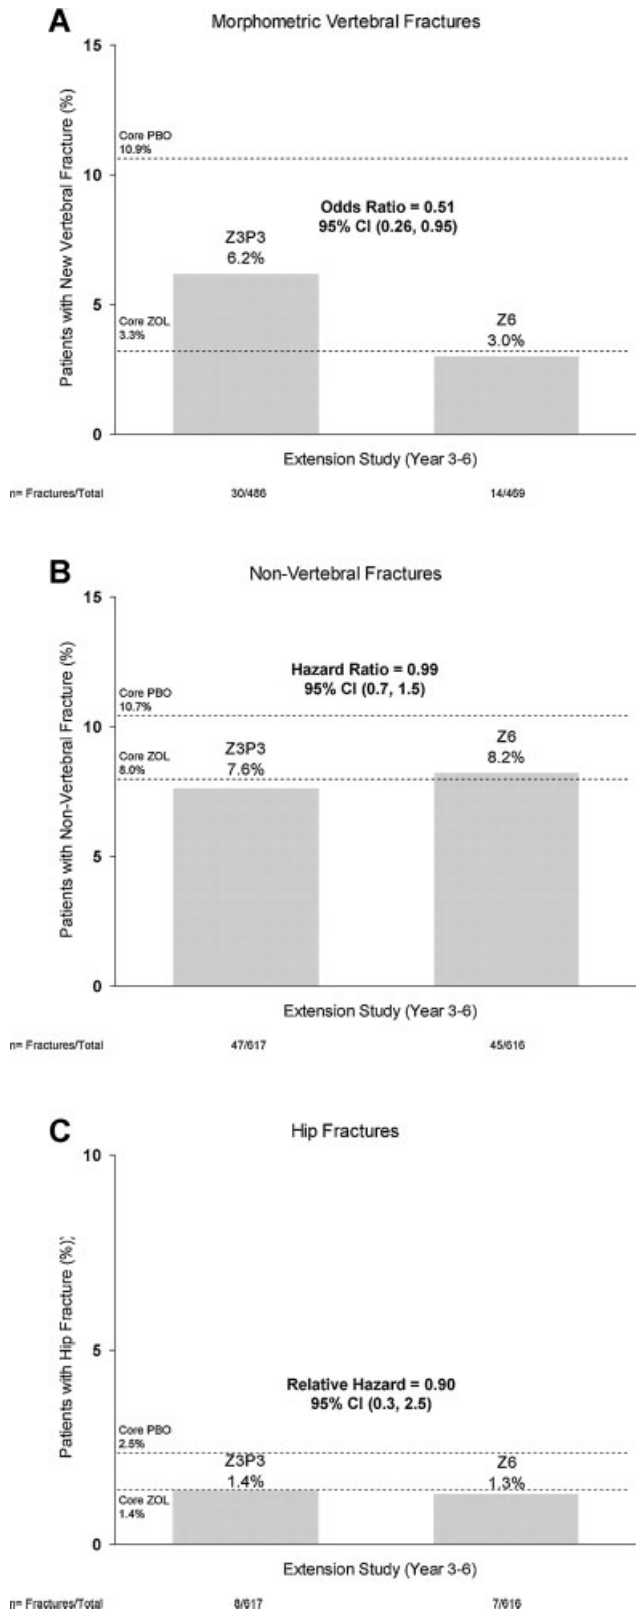 A
Morphometric Vertebral Fractures
Patients with New Vertebral Fracture (%)
15
10
5
0
Core PBO
10.9%
Odds Ratio = 0.51
95% CI (0.26, 0.95)
Z3P3
6.2%
Core ZOL
3.3%
Z6
3.0%
Extension Study (Year 3-6)
n= Fractures/Total
30/486
14/469
B
Non-Vertebral Fractures
Patients with Non-Vertebral Fracture (%)
15
10
5
0
Hazard Ratio = 0.99
95% CI (0.7, 1.5)
Core PBO
10.7%
Core ZOL
8.0%
Z3P3
7.6%
Z6
8.2%
Extension Study (Year 3-6)
n= Fractures/Total
47/617
45/616
C
Hip Fractures
Patients with Hip Fracture (%);
10
5
0
Relative Hazard = 0.90
95% CI (0.3, 2.5)
Core PBO
2.5%
Z3P3
1.4%
Z6
1.3%
Core ZOL
1.4%
Extension Study (Year 3-6)
n= Fractures/Total
8/617
7/616